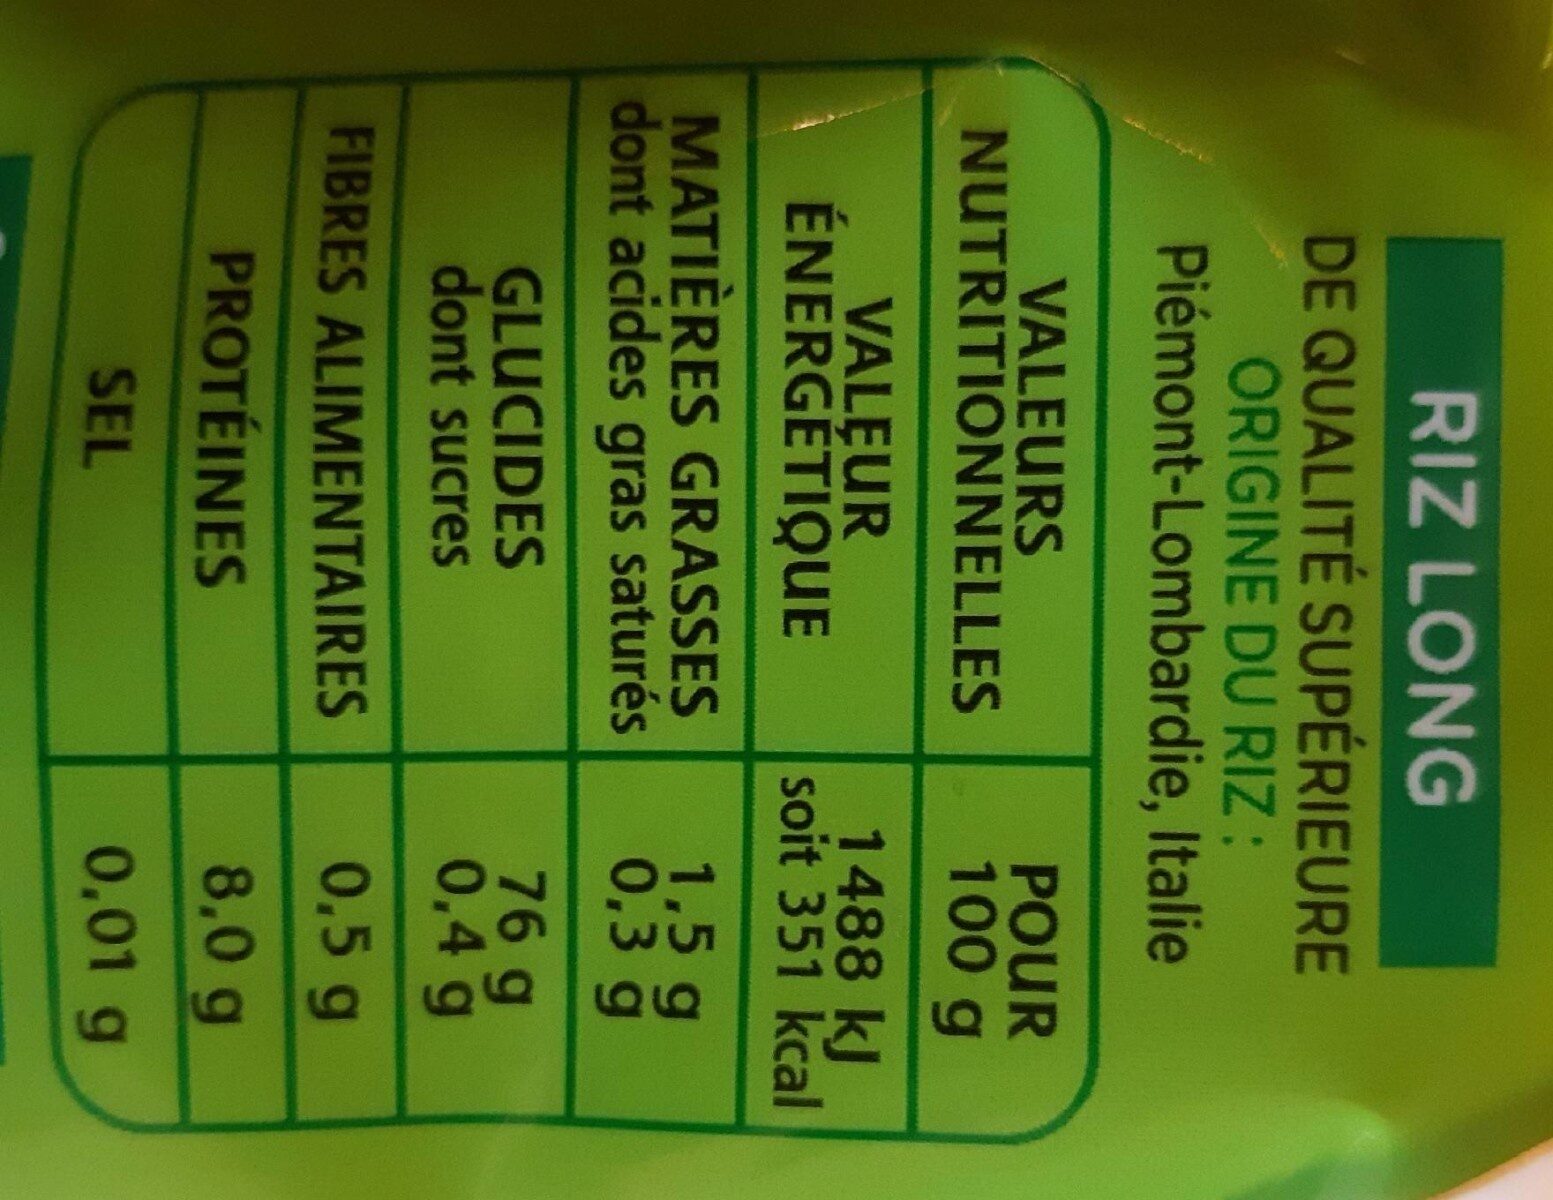 RIZ LONG
DE QUALITÉ SUPÉRIEURE
ORIGINE DU RIZ :
Piémont-Lombardie, Italie
VALEURS POUR
NUTRITIONNELLES 100 g
VALEUR 1488 kJ
ÉNERGÉTIQUE soit 351 kcal
MATIÈRES GRASSES 1,5 g
dont acides gras saturés 0,3 g
GLUCIDES 76 g
dont sucres 0,4 g
FIBRES ALIMENTAIRES 0,5 g
PROTÉINES 8,0 g
SEL 0,01 g